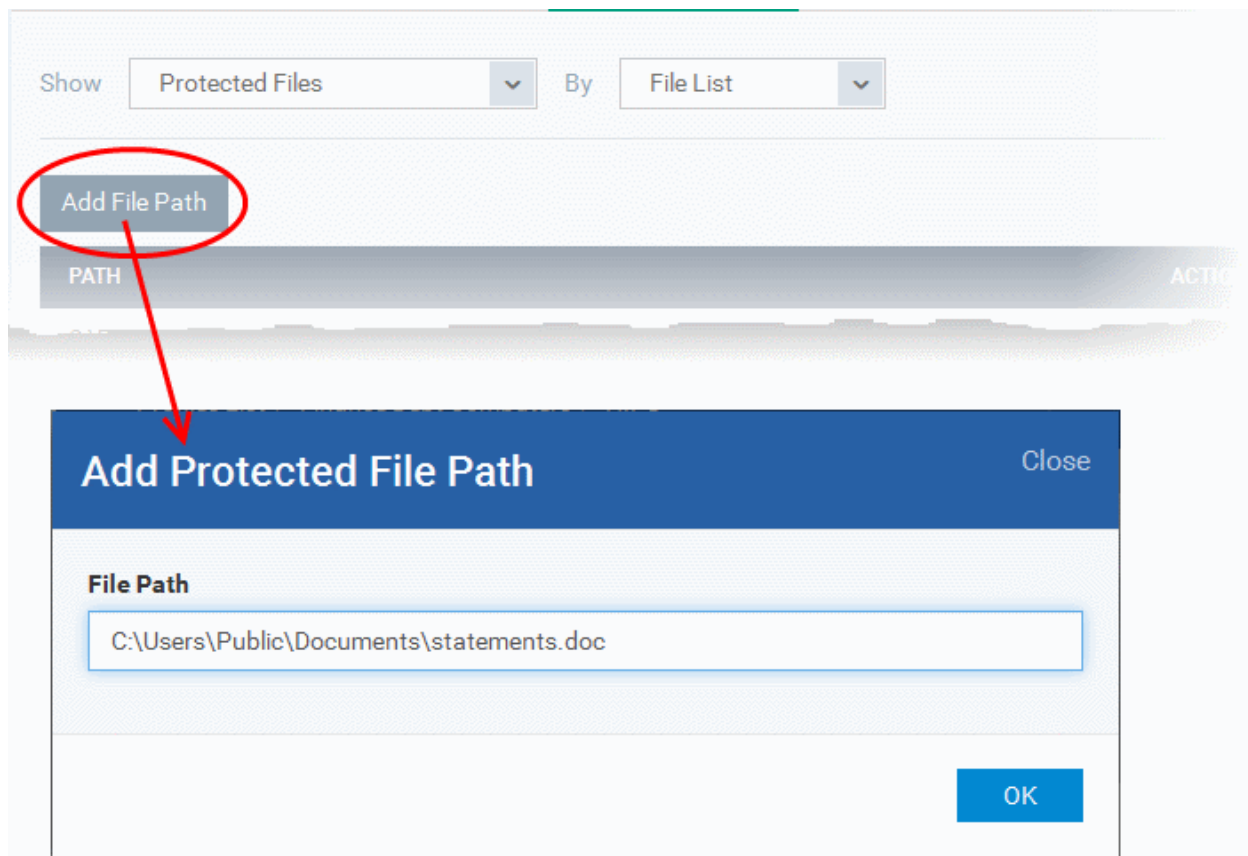 Show Protected Files By File List
Add File Path
PATH
Add Protected File Path Close
File Path
C:\Users\Public\Documents\statements.doc
OK